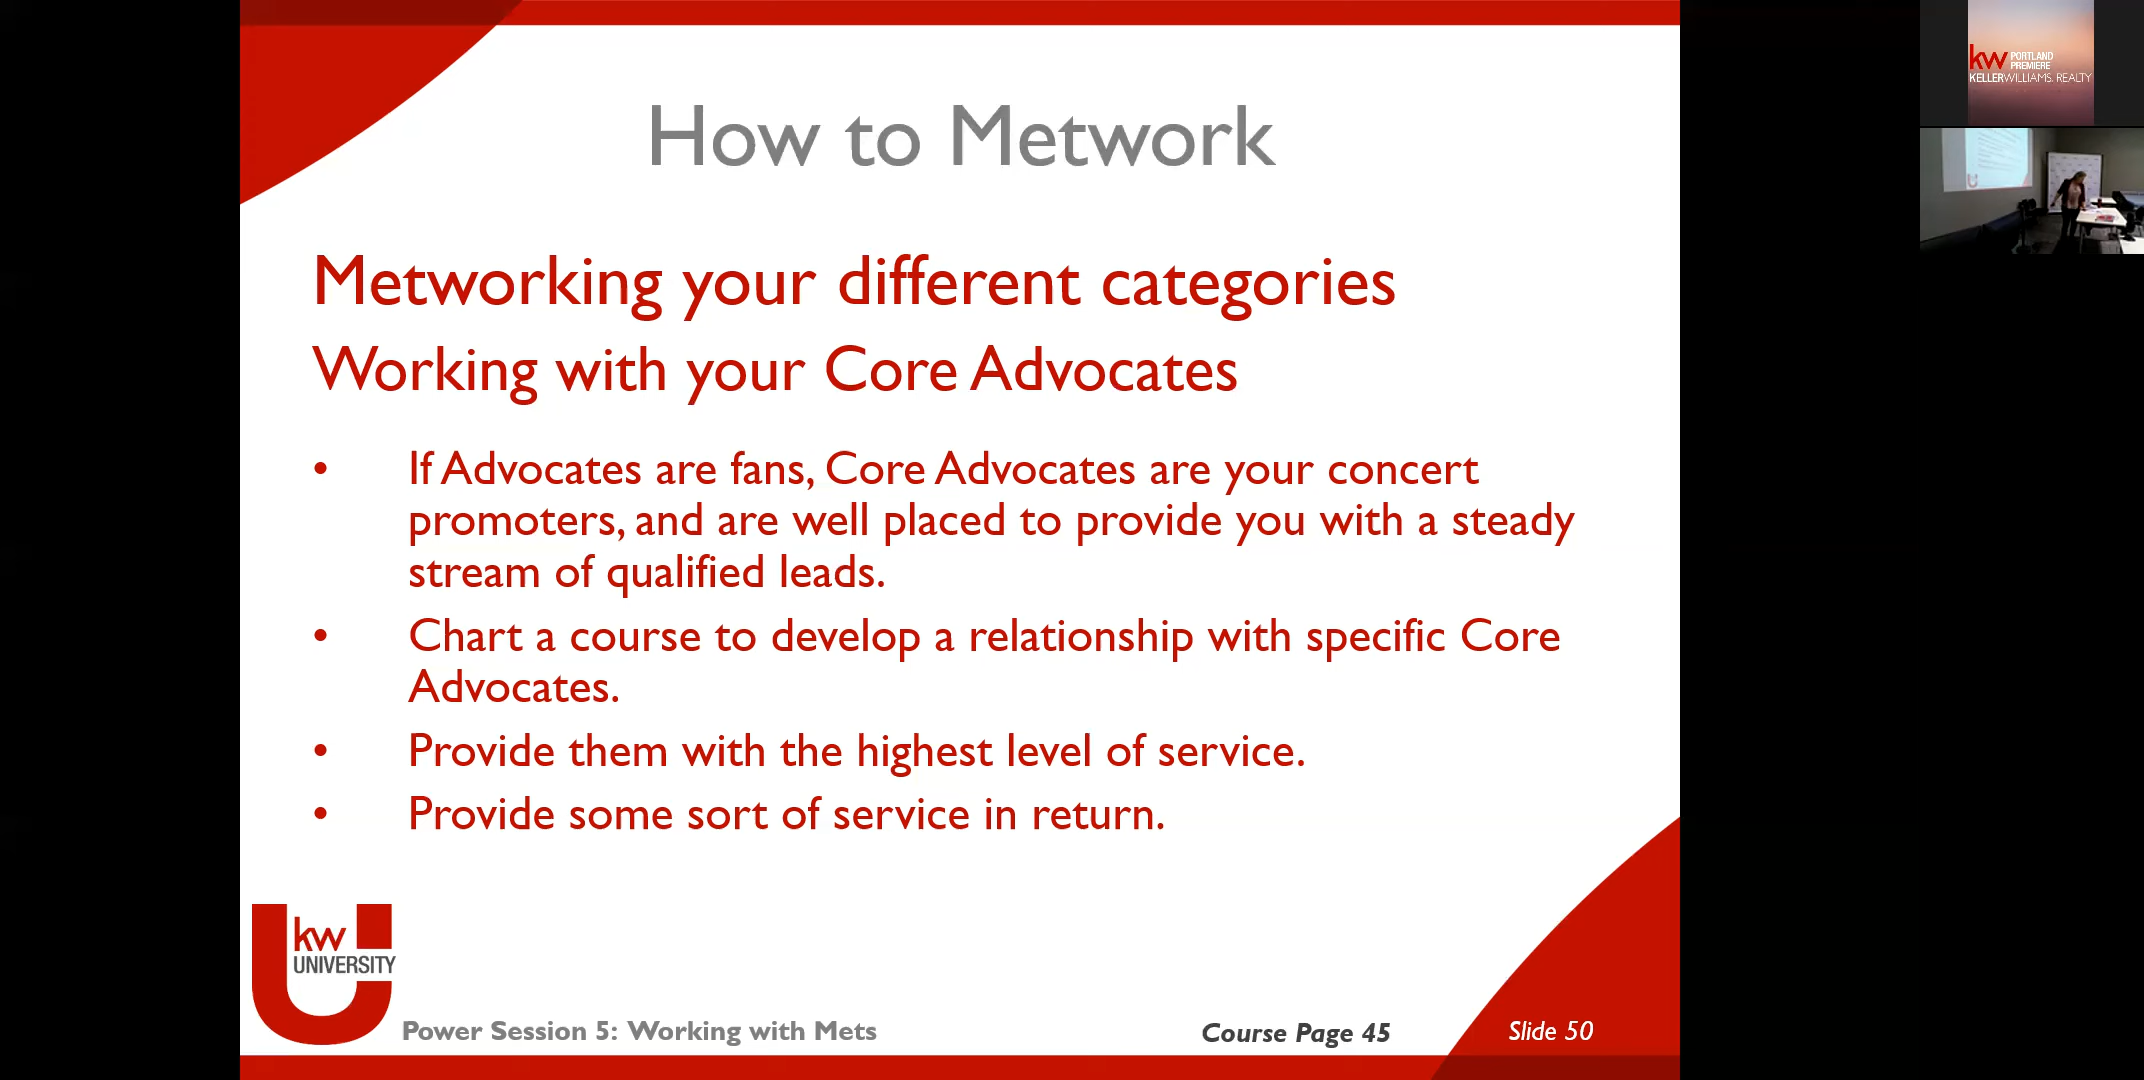 How to Metwork
Metworking your different categories
Working with your Core Advocates
• If Advocates are fans, Core Advocates are your concert
promoters, and are well placed to provide you with a steady
stream of qualified leads.
• Chart a course to develop a relationship with specific Core
Advocates.
• Provide them with the highest level of service.
• Provide some sort of service in return.
kw
UNIVERSITY
Power Session 5: Working with Mets
Course Page 45
Slide 50
kw PORTLAND
PREMIERE
KELLERWILLIAMS. REALTY